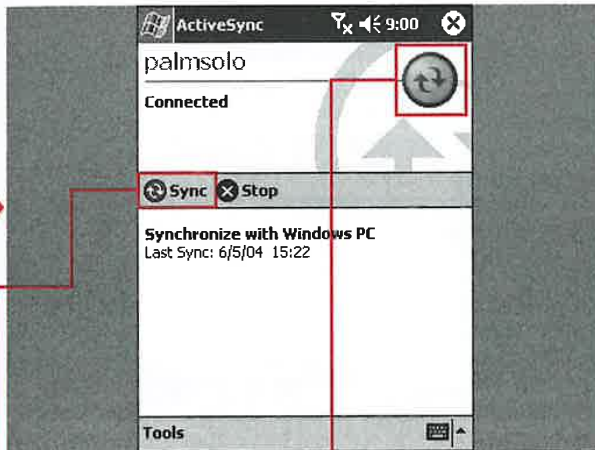 ActiveSync 9:00
palmsolo
Connected
Sync Stop
Synchronize with Windows PC
Last Sync: 6/5/04 15:22
Tools